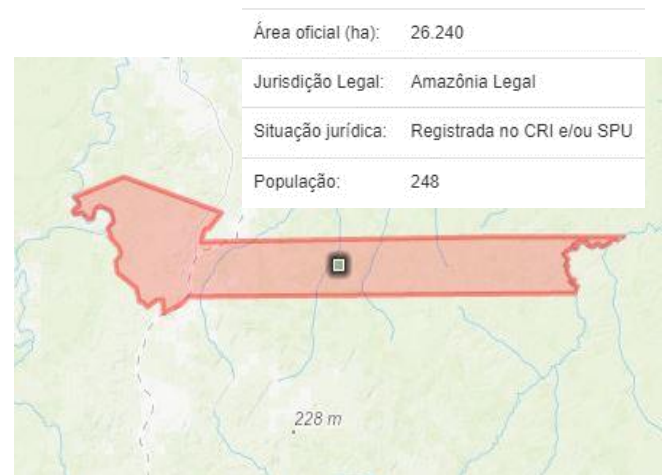 Área oficial (ha): 26.240
Jurisdição Legal: Amazônia Legal
Situação jurídica: Registrada no CRI e/ou SPU
População: 248
228 m